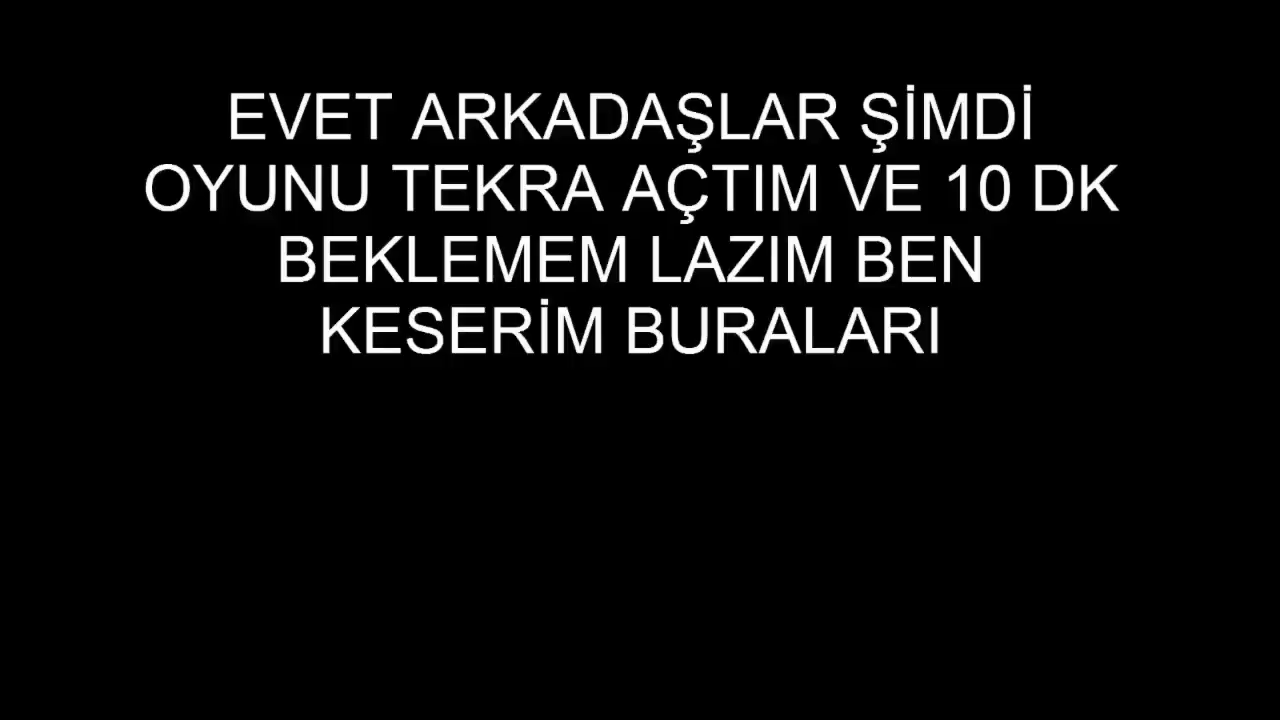 EVET ARKADAŞLAR ŞİMDİ
OYUNU TEKRA AÇTIM VE 10 DK
BEKLEMEM LAZIM BEN
KESERİM BURALARI